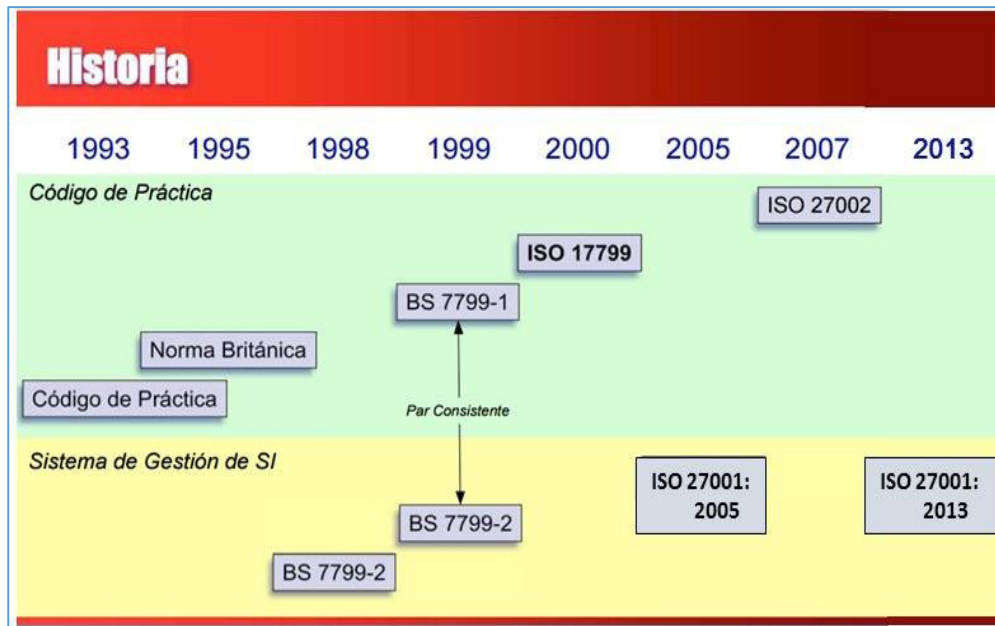 Historia
1993 1995 1998 1999 2000 2005 2007 2013
Código de Práctica
ISO 27002
ISO 17799
BS 7799-1
Norma Británica
Código de Práctica
Par Consistente
Sistema de Gestión de SI
ISO 27001:
2005
ISO 27001:
2013
BS 7799-2
BS 7799-2